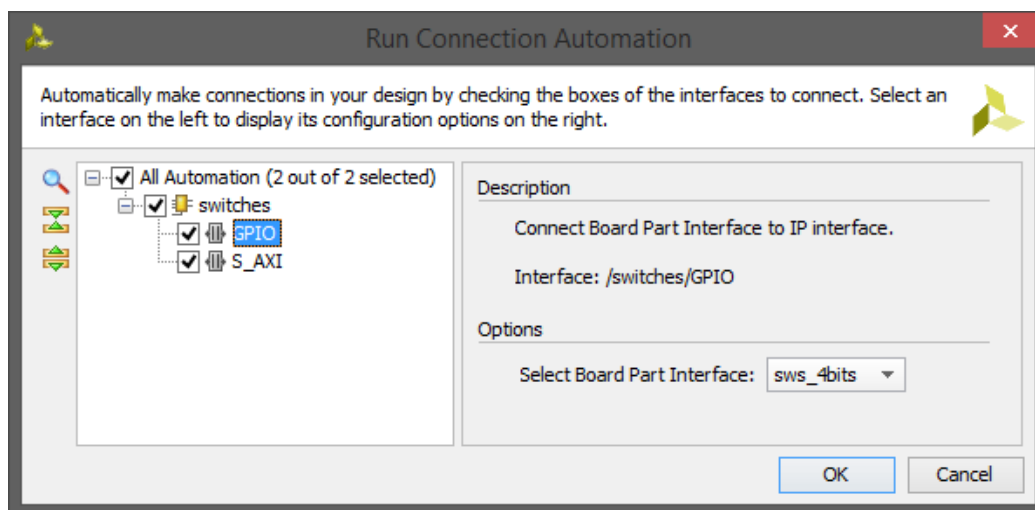 Run Connection Automation
Automatically make connections in your design by checking the boxes of the interfaces to connect. Select an
interface on the left to display its configuration options on the right.
All Automation (2 out of 2 selected)
switches
GPIO
S_AXI
Description
Connect Board Part Interface to IP interface.
Interface: /switches/GPIO
Options
Select Board Part Interface: sws_4bits
OK Cancel